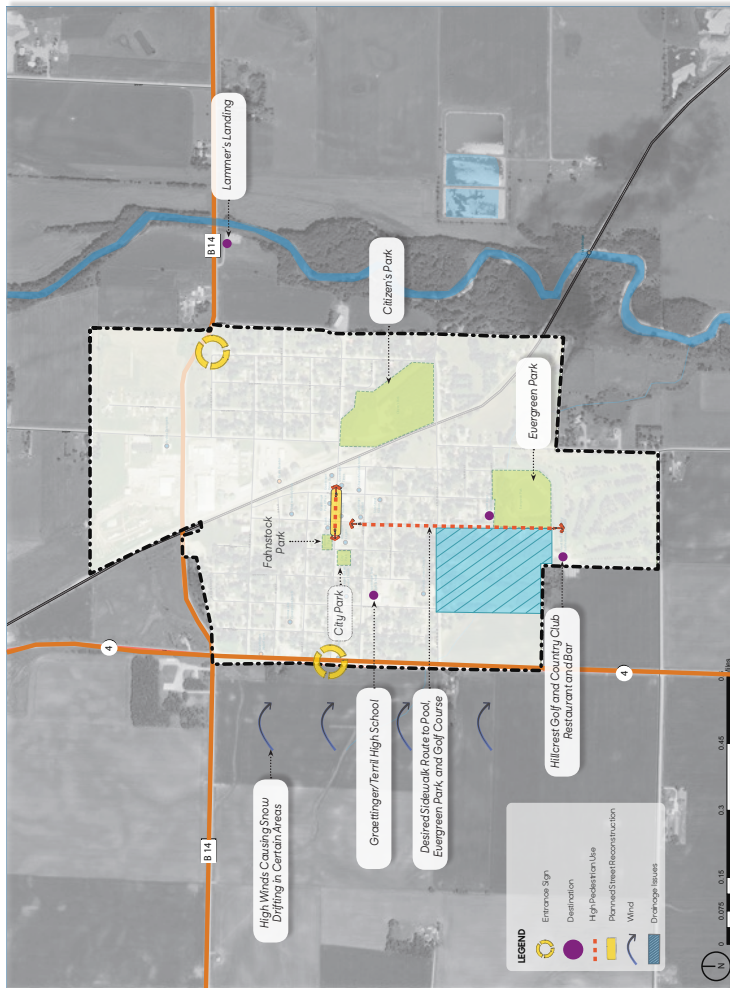 B 14
High Winds Causing Snow
Drifting in Certain Areas
4
Lammer's Landing
B 14
Fahnstock
Park
City Park
Graettinger/Terril High School
Citizen's Park
Desired Sidewalk Route to Pool,
Evergreen Park, and Golf Course
Evergreen Park
Hillcrest Golf and Country Club
Restaurant and Bar
4
LEGEND
Entrance Sign
Destination
High Pedestrian Use
Planned Street Reconstruction
Wind
Drainage Issues
N
0 0.075 0.15 0.3 0.45